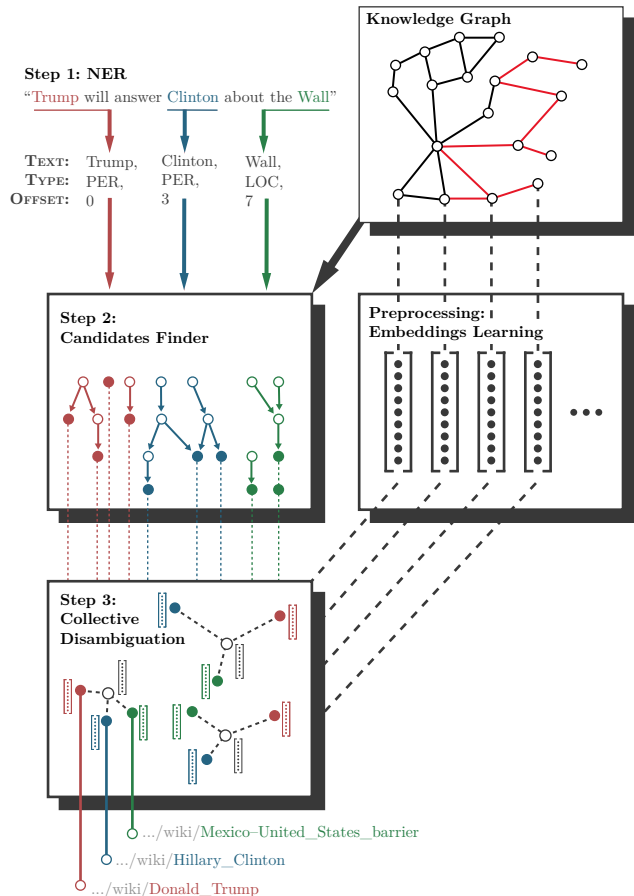 Knowledge Graph
Step 1: NER
“Trump will answer Clinton about the Wall”
TEXT: Trump, Clinton, Wall,
TYPE: PER, PER, LOC,
OFFSET: 0 3 7
Step 2:
Candidates Finder
Preprocessing:
Embeddings Learning
Step 3:
Collective
Disambiguation
.../wiki/Mexico–United_States_barrier
.../wiki/Hillary_Clinton
.../wiki/Donald_Trump